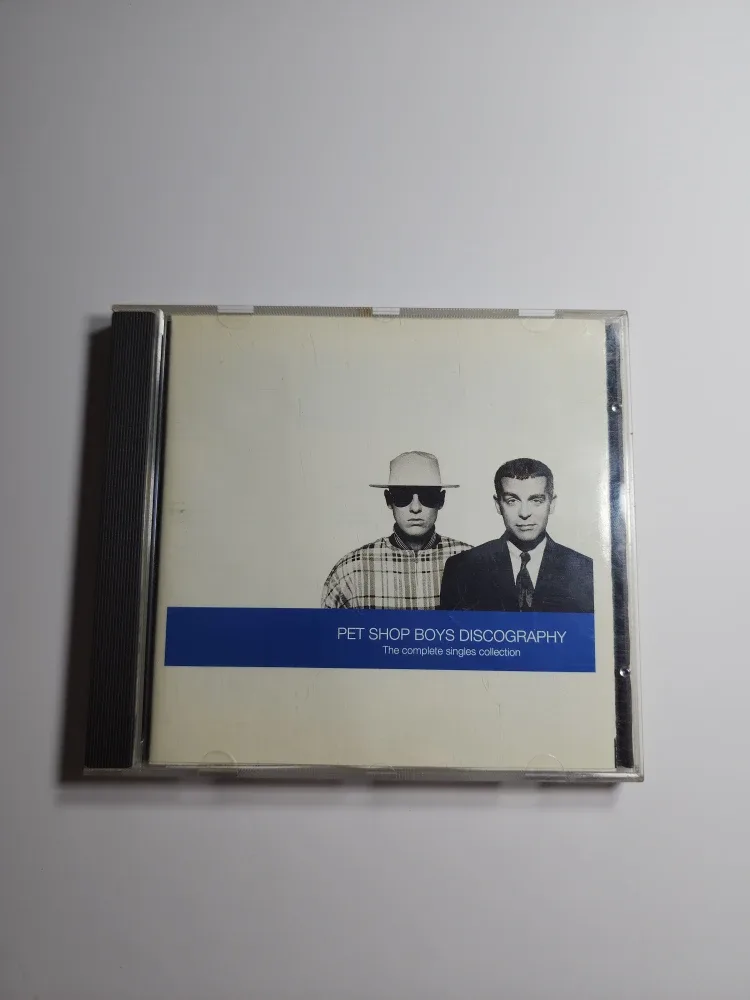 PET SHOP BOYS DISCOGRAPHY
The complete singles collection